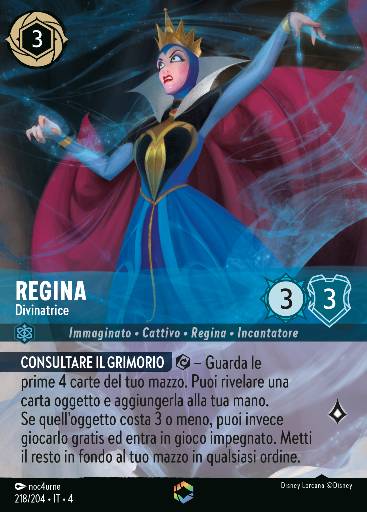 3
REGINA
Divinatrice
3
3
Immaginato • Cattivo • Regina • Incantatore
CONSULTARE IL GRIMORIO – Guarda le
prime 4 carte del tuo mazzo. Puoi rivelare una
carta oggetto e aggiungerla alla tua mano.
Se quell'oggetto costa 3 o meno, puoi invece
giocarlo gratis ed entra in gioco impegnato. Metti
il resto in fondo al tuo mazzo in qualsiasi ordine.
noc4urne
218/204 • IT • 4
Disney Lorcana ©Disney